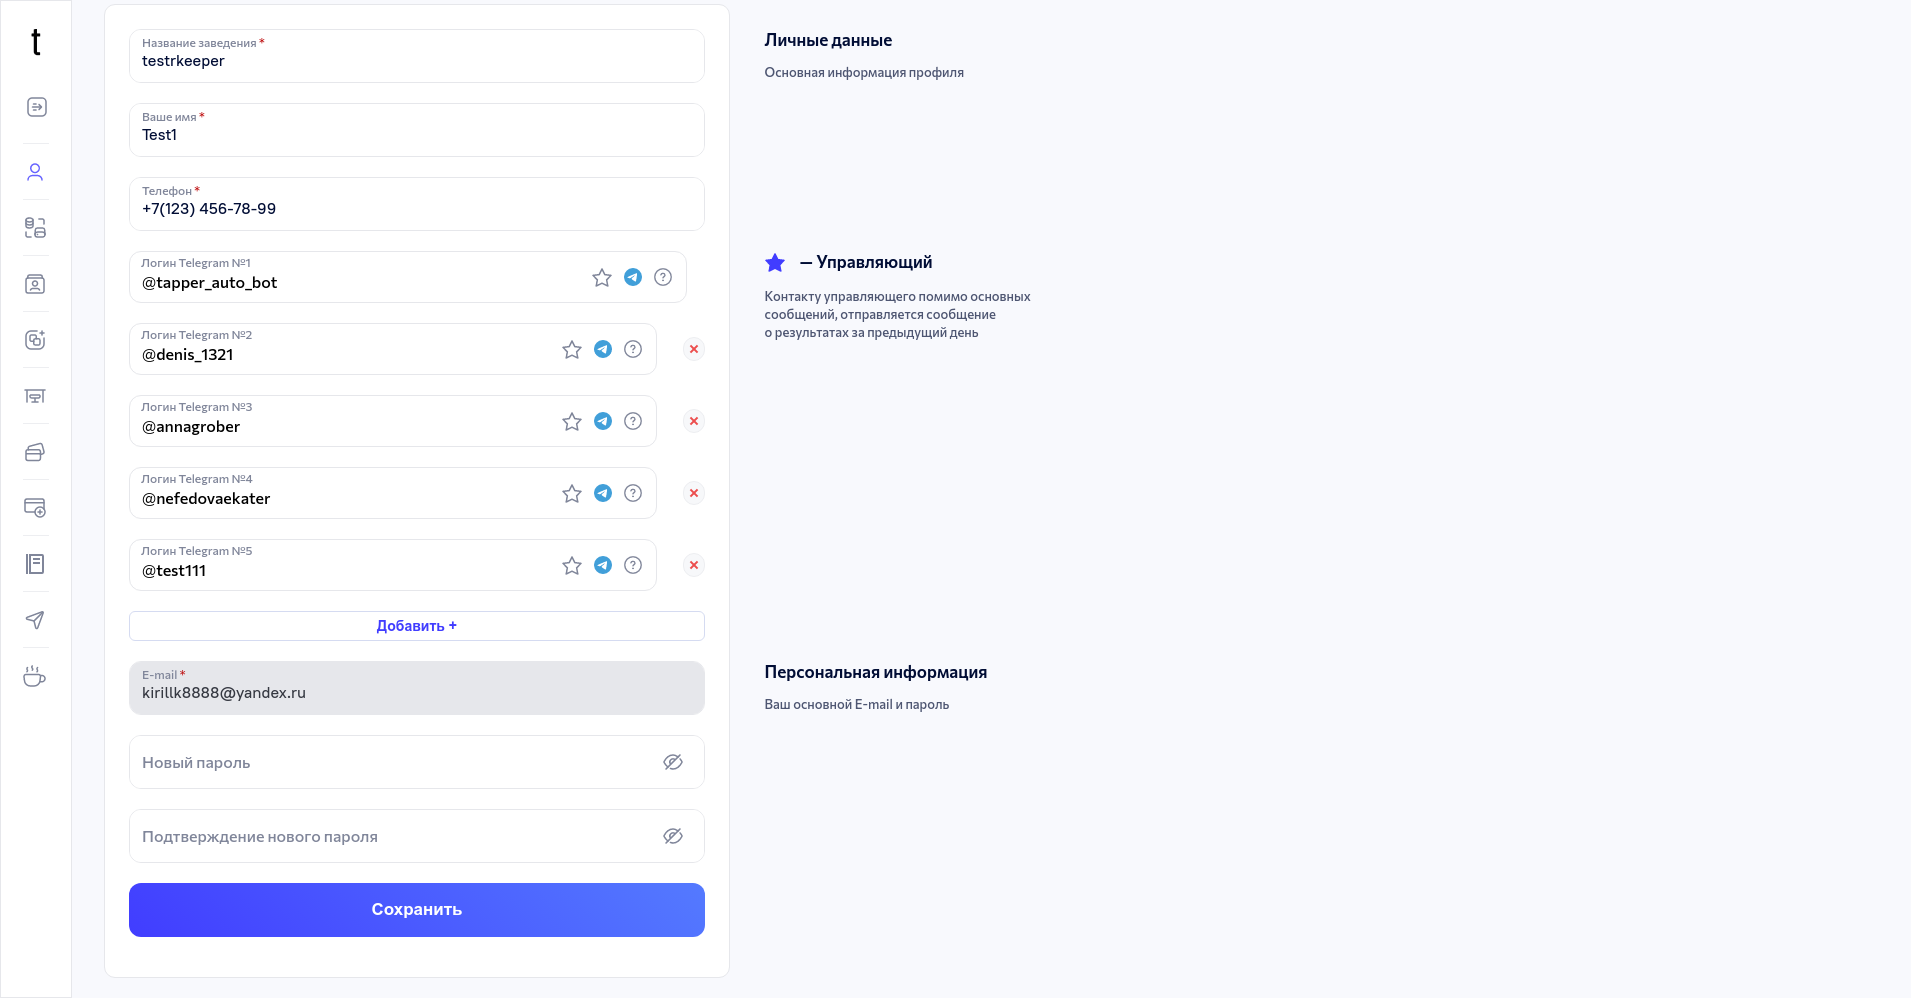 t
Название заведения *
testrkeeper
Ваше имя *
Test1
Телефон *
+7(123) 456-78-99
Логин Telegram №1
@tapper_auto_bot
Логин Telegram №2
@denis_1321
Логин Telegram №3
@annagrober
Логин Telegram №4
@nefedovaekater
Логин Telegram №5
@test111
Добавить +
E-mail *
kirillk8888@yandex.ru
Новый пароль
Подтверждение нового пароля
Сохранить
Личные данные
Основная информация профиля
— Управляющий
Контакту управляющего помимо основных
сообщений, отправляется сообщение
о результатах за предыдущий день
Персональная информация
Ваш основной E-mail и пароль